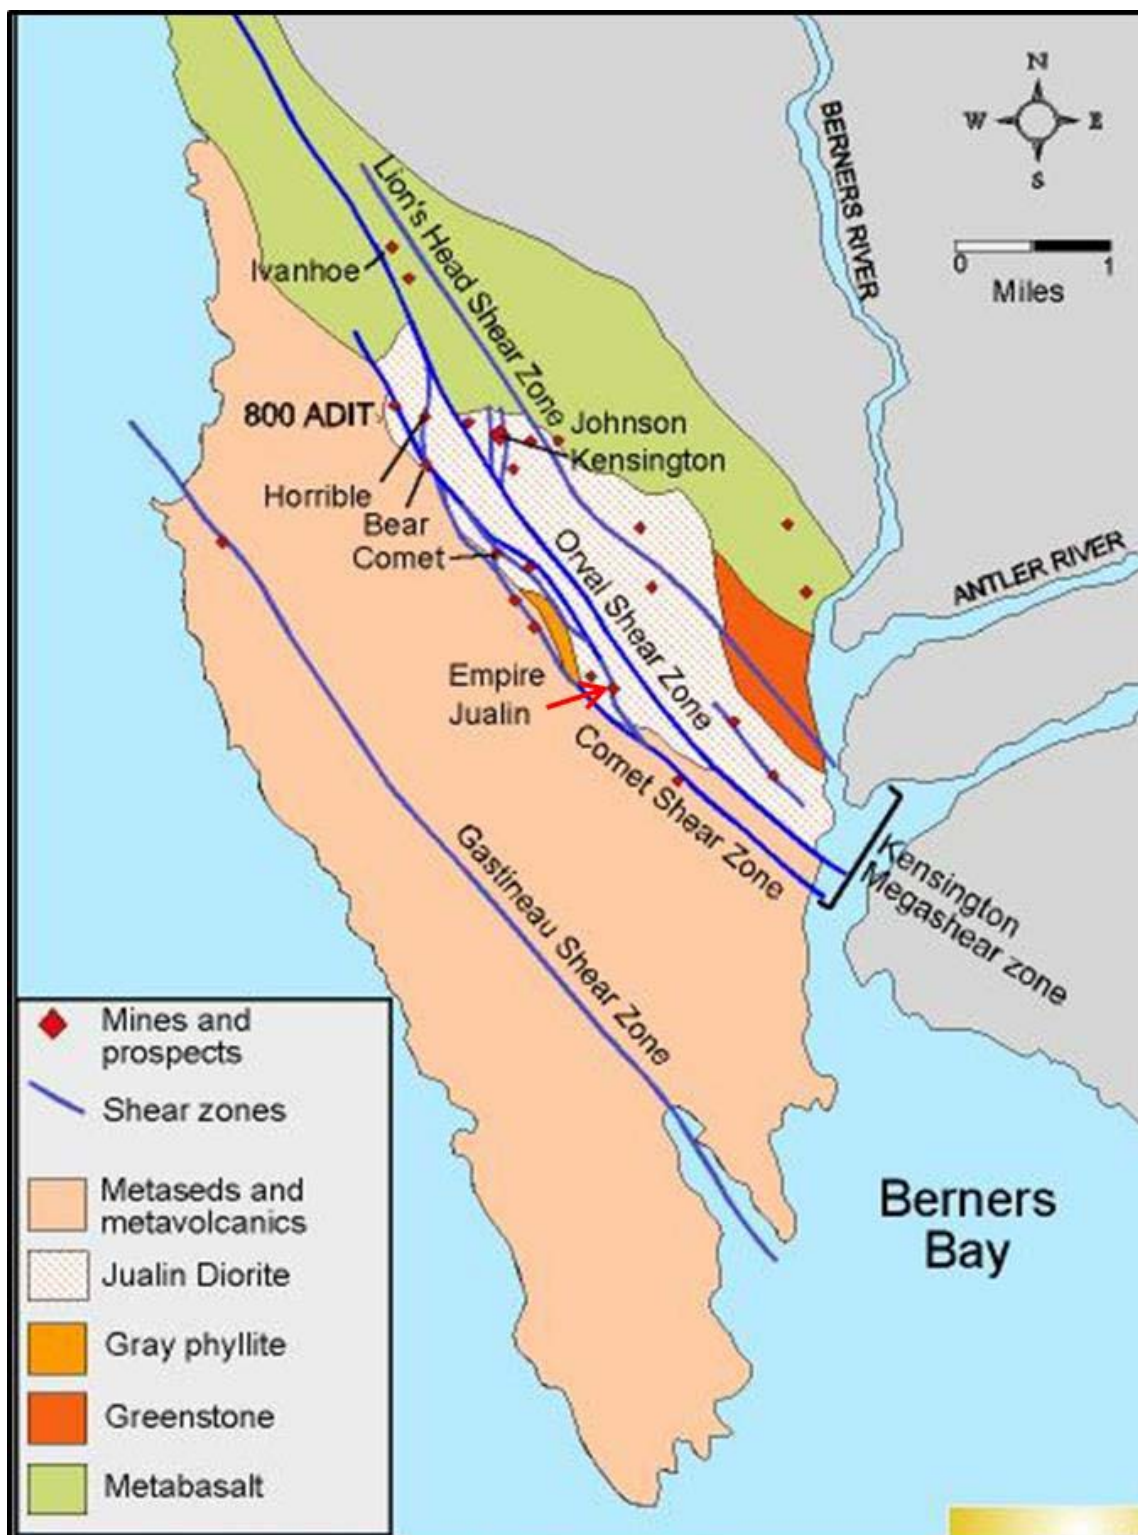 N
W
E
S
BERNERS RIVER
0
1
Miles
Lion's Head Shear Zone
Ivanhoe
800 ADIT
Johnson
Kensington
Horrible
Bear
Comet
ANTLER RIVER
Orval Shear Zone
Empire
Jualin
Comet Shear Zone
Kensington
Megashear zone
Gastineau Shear Zone
Berners
Bay
Mines and
prospects
Shear zones
Metaseds and
metavolcanics
Jualin Diorite
Gray phyllite
Greenstone
Metabasalt